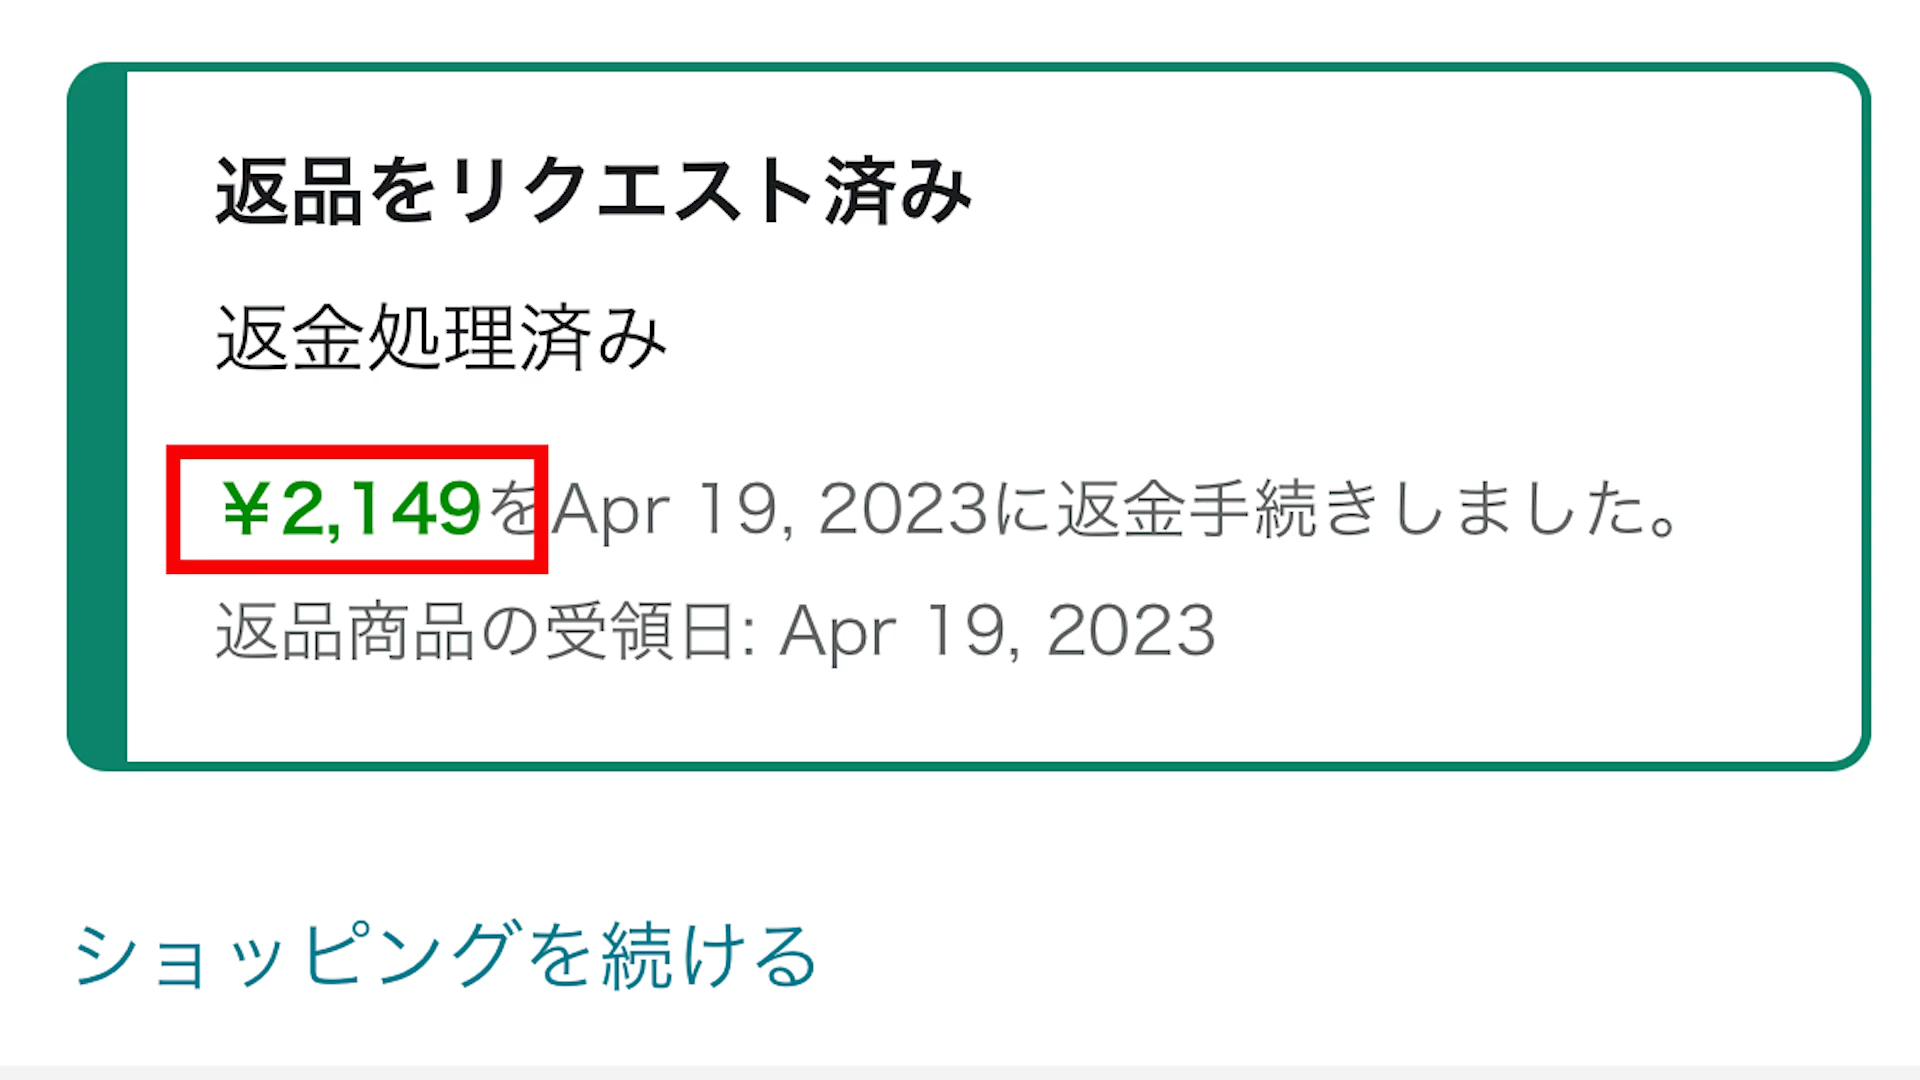 返品をリクエスト済み
返金処理済み
¥2,149をApr 19, 2023に返金手続きしました。
返品商品の受領日: Apr 19, 2023
ショッピングを続ける